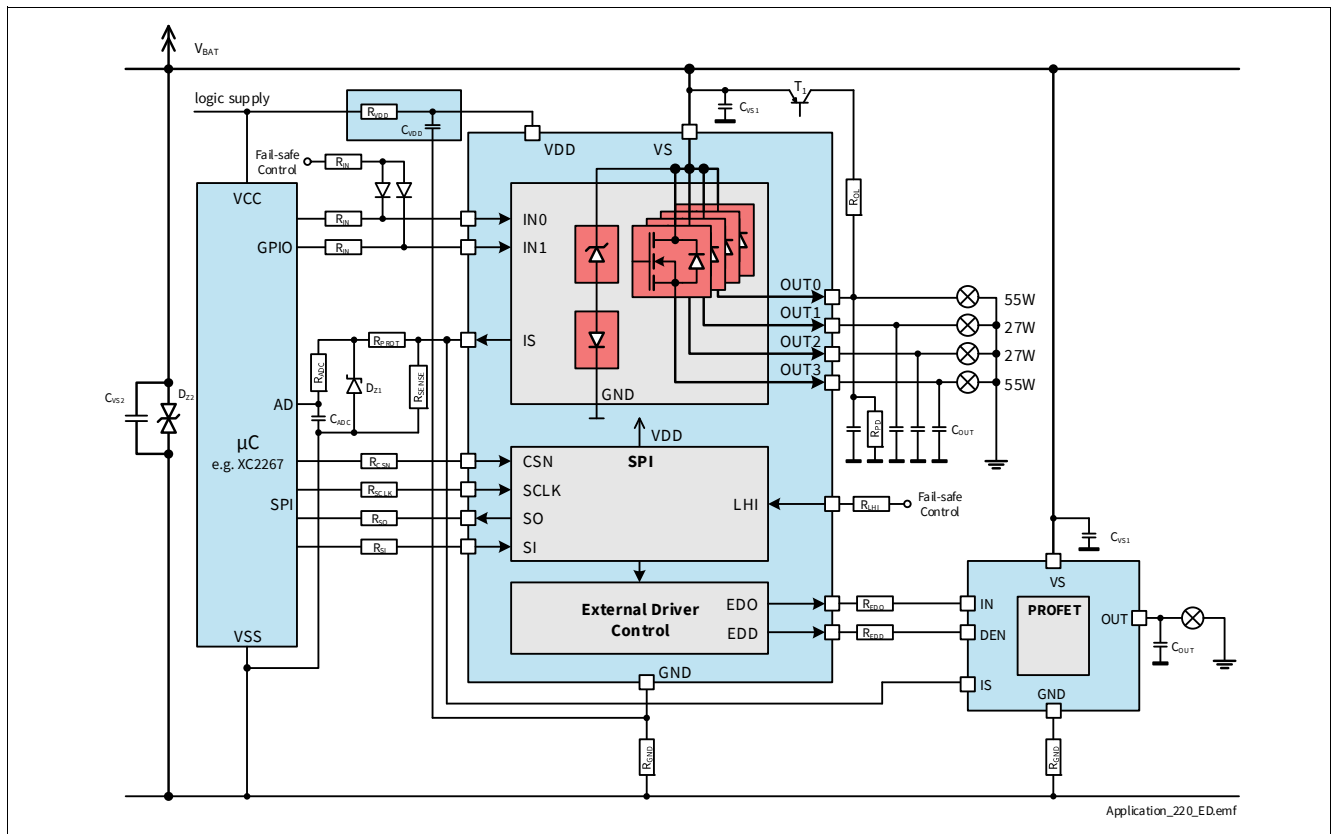 VBAT
logic supply
RVDD
CVDD
CVS1
T1
VDD
VS
Fail-safe
Control
RIN
ROL
VCC
RIN
IN0
GPIO
RIN
IN1
OUT0
55W
OUT1
27W
OUT2
27W
OUT3
55W
IS
RPROT
RADC
DZ1
RSENSE
GND
CVS2
DZ2
AD
CADC
RPD
COUT
µC
e.g. XC2267
VDD
SPI
RCSN
CSN
RSCLK
SCLK
SPI
RSO
SO
RSI
SI
LHI
RLHI
Fail-safe
Control
CVS1
VS
External Driver
Control
EDO
REDO
IN
PROFET
OUT
EDD
REDD
DEN
COUT
VSS
GND
IS
GND
RGND
RGND
Application_220_ED.emf